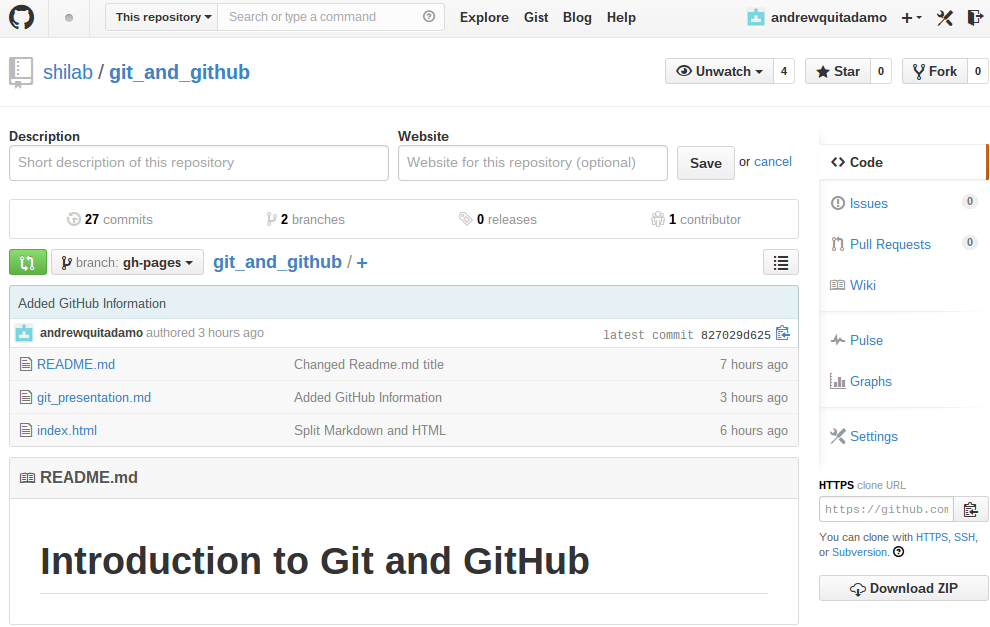 This repository Search or type a command Explore Gist Blog Help andrewquitadamo
shilab / git_and_github Unwatch 4 Star 0 Fork 0
Description Website
Short description of this repository Website for this repository (optional) Save or cancel
27 commits 2 branches 0 releases 1 contributor
branch: gh-pages git_and_github / +
Added GitHub Information
andrewquitadamo authored 3 hours ago latest commit 827029d625
README.md Changed Readme.md title 7 hours ago
git_presentation.md Added GitHub Information 3 hours ago
index.html Split Markdown and HTML 6 hours ago
README.md
Introduction to Git and GitHub
Code
Issues 0
Pull Requests 0
Wiki
Pulse
Graphs
Settings
HTTPS clone URL
https://github.com
You can clone with HTTPS, SSH,
or Subversion.
Download ZIP